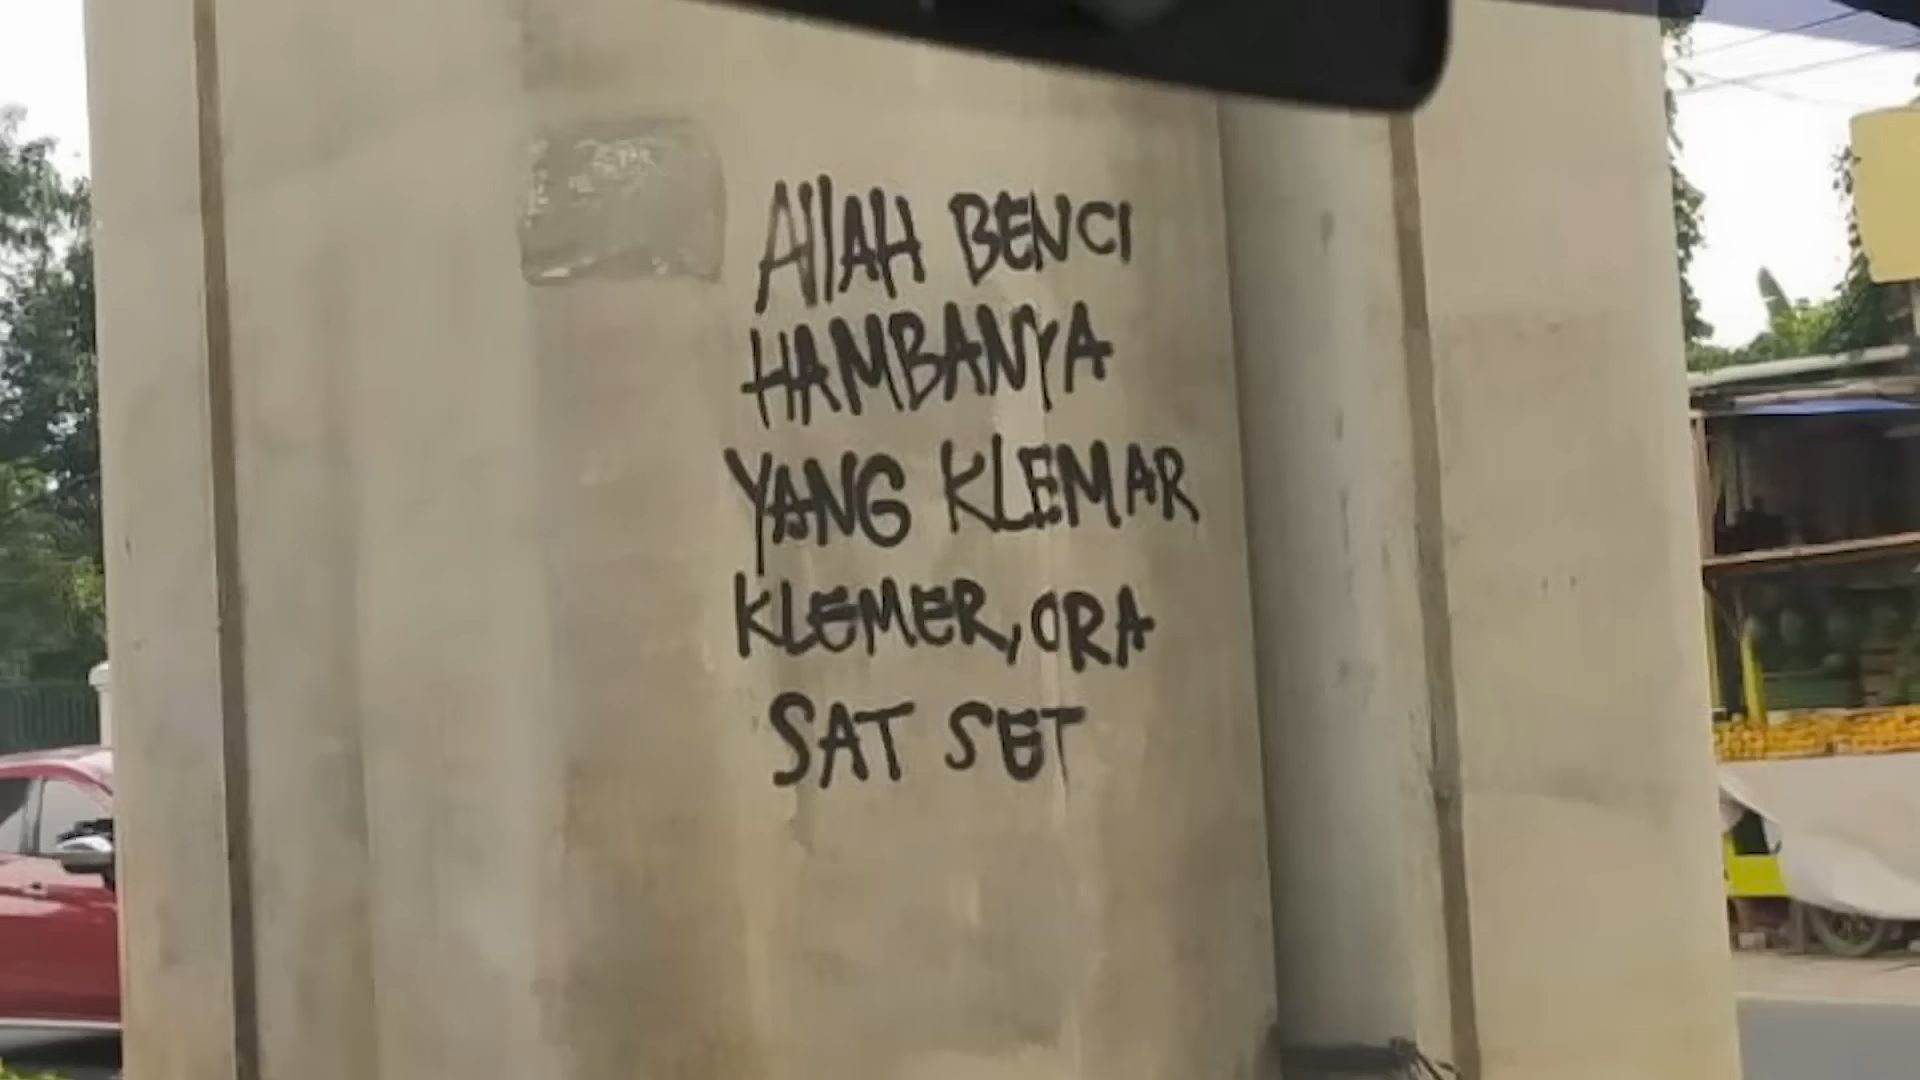 AllAH BENCI
HAMBANYA
YANG KLEMAR
KLEMER, ORA
SAT SET